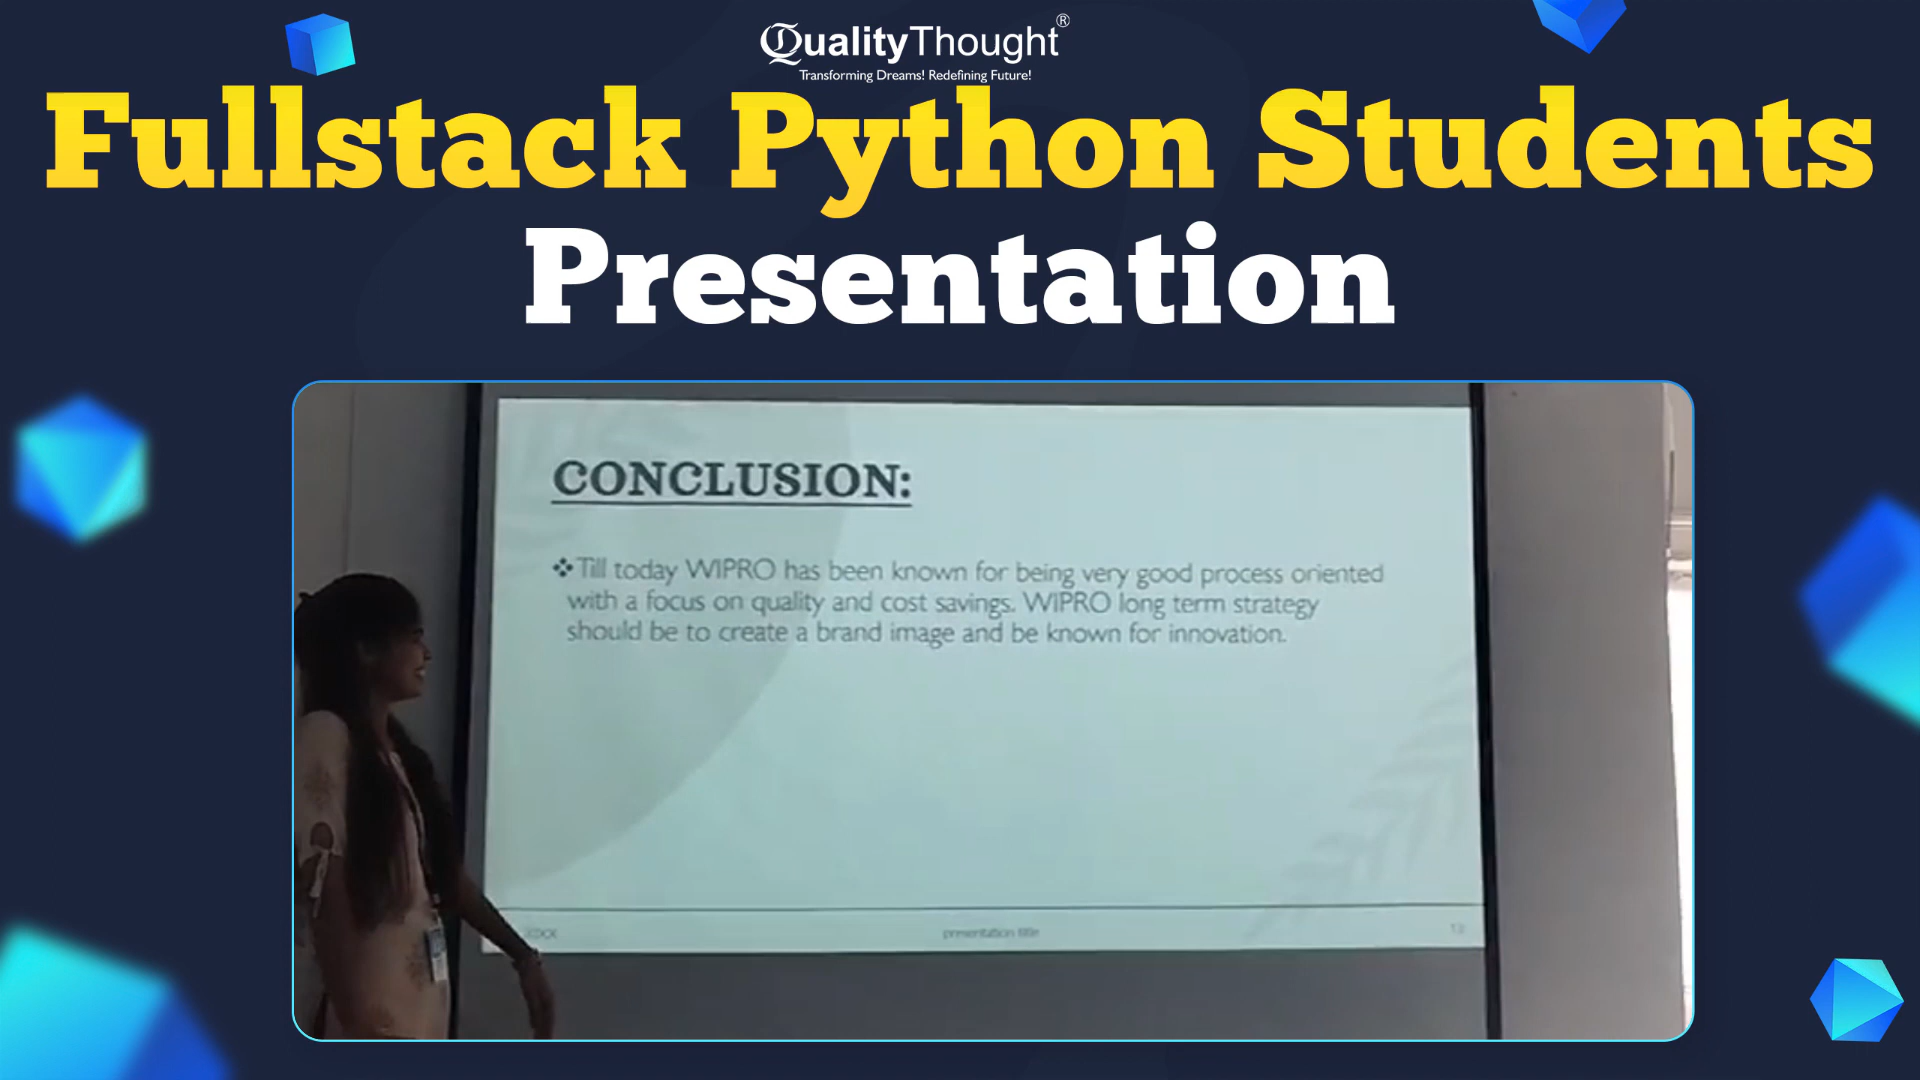 QualityThought®
Transforming Dreams! Redefining Future!
Fullstack Python Students
Presentation
CONCLUSION:
❖Till today WIPRO has been known for being very good process oriented
with a focus on quality and cost savings. WIPRO long term strategy
should be to create a brand image and be known for innovation.
presentation title